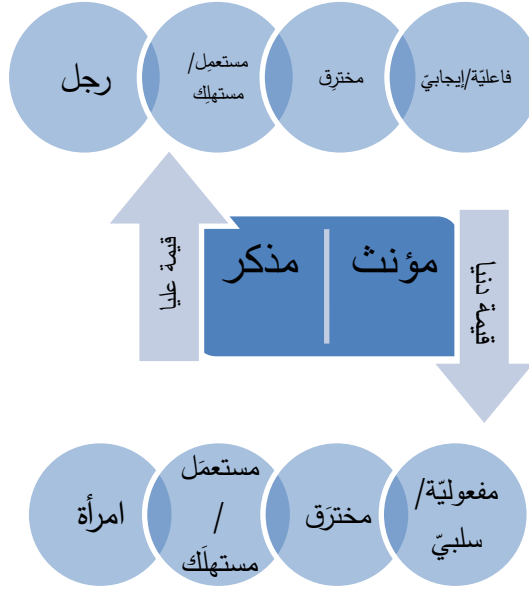 فاعليّة/إيجابيّ
مخترِق
مستعمِل/
مستهلِك
رجل
قيمة دنيا
مؤنث
مذكر
قيمة عليا
مفعوليّة/
سلبيّ
مخترَق
مستعمَل
/
مستهلَك
امرأة